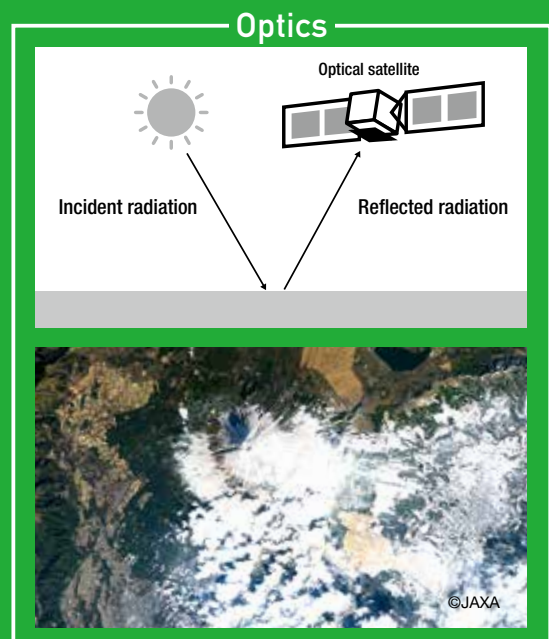 Optics
Optical satellite
Incident radiation
Reflected radiation
©JAXA